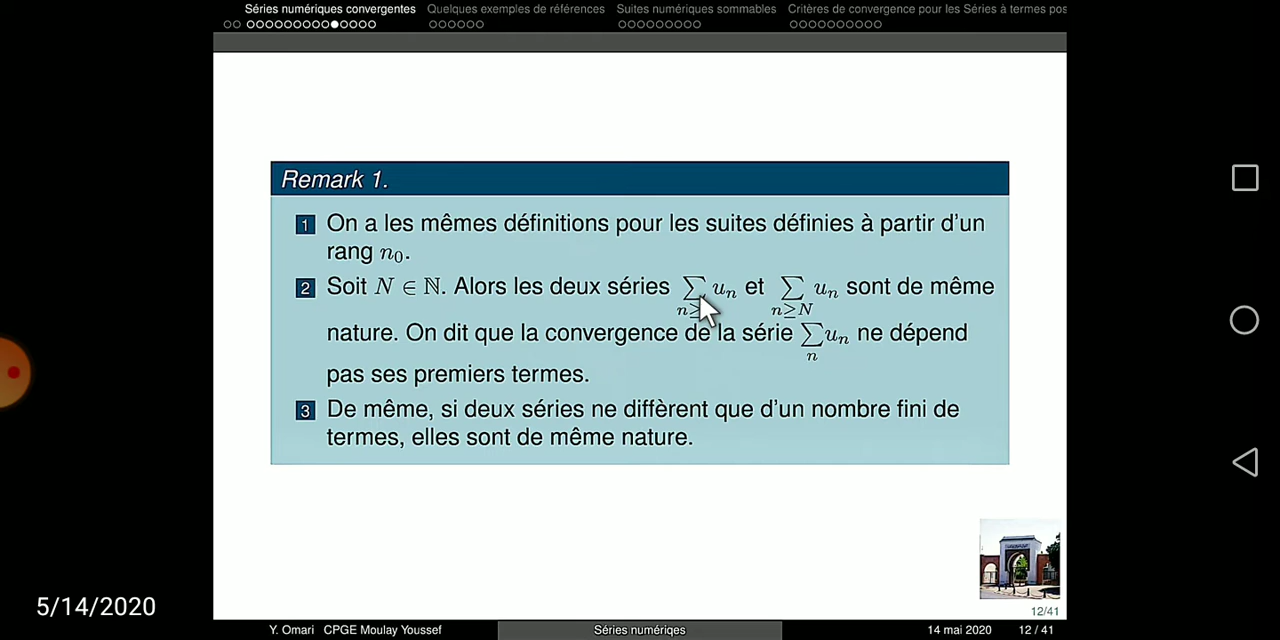 Séries numériques convergentes Quelques exemples de références Suites numériques sommables Critères de convergence pour les Séries à termes pos
Remark 1.
1 On a les mêmes définitions pour les suites définies à partir d'un
rang n₀.
2 Soit N ∈ ℕ. Alors les deux séries ∑ uₙ et ∑ uₙ sont de même
n≥ n≥N
nature. On dit que la convergence de la série ∑ uₙ ne dépend
n
pas ses premiers termes.
3 De même, si deux séries ne diffèrent que d'un nombre fini de
termes, elles sont de même nature.
12/41
5/14/2020
Y. Omari CPGE Moulay Youssef Séries numériqes 14 mai 2020 12 / 41